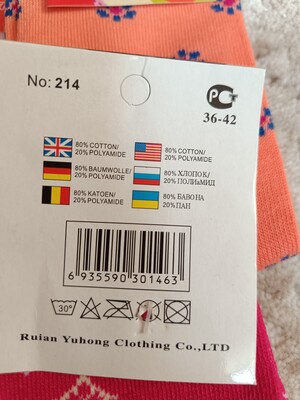 No: 214
PCT
36-42
80% COTTON/
20% POLYAMIDE
80% COTTON/
20% POLYAMIDE
80% BAUMWOLLE/
20% POLYAMIDE
80% ХЛОПОК/
20% ПОЛИАМИД
80% KATOEN/
20% POLYAMIDE
80% БАВОНА
20% ПАН
6 935590 301463
30°
Ruian Yuhong Clothing Co.,LTD